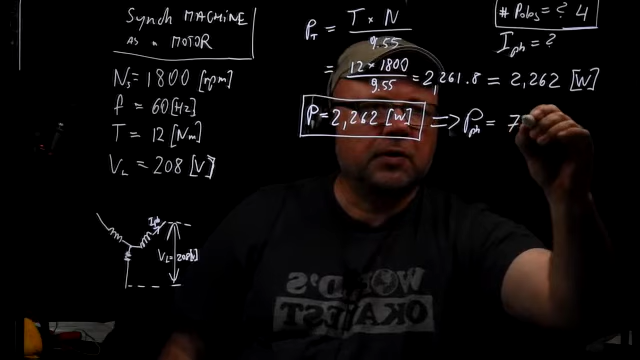 Synch MACHINE
AS a MOTOR
Ns = 1800 [rpm]
f = 60 [Hz]
T = 12 [Nm]
VL = 208 [V]
Iph
VL = 208 [V]
PT = T × N / 9.55
= 12 × 1800 / 9.55 = 2,261.8 = 2,262 [W]
P = 2,262 [W] ⇒ Pph = 7
# Poles = ? 4
Iph = ?
WORLD'S
OKAYEST